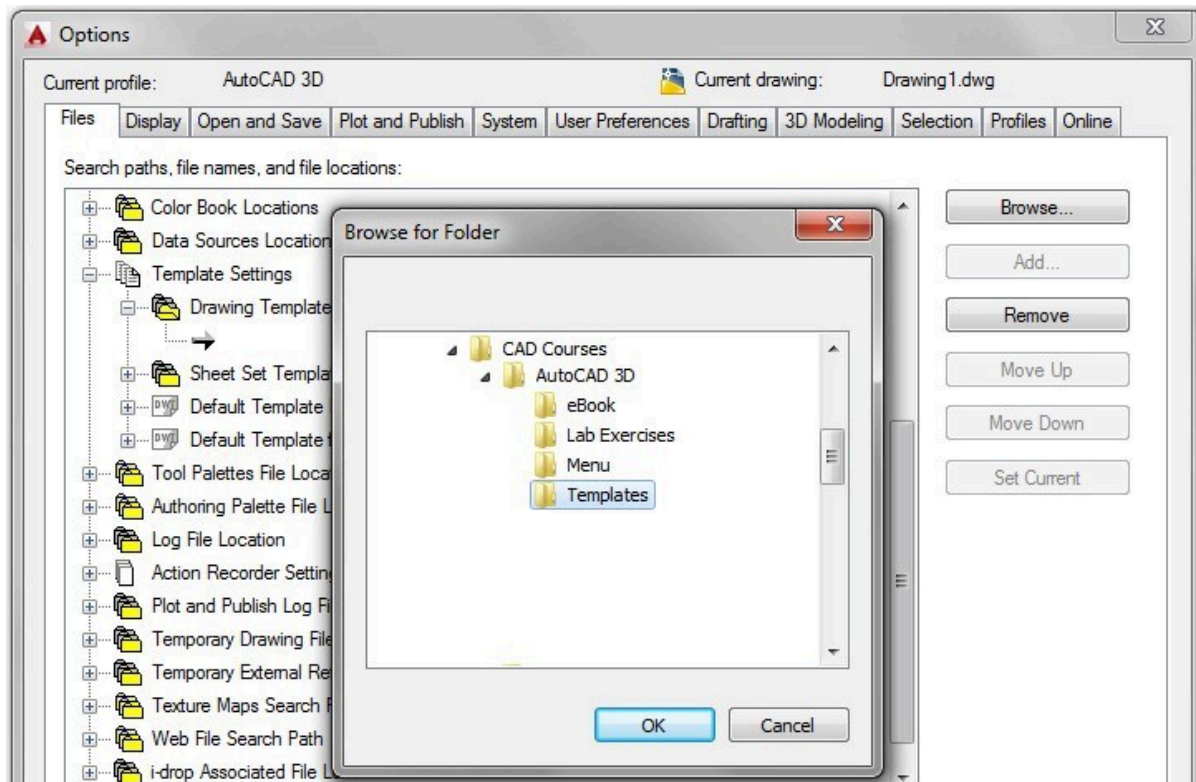 Options
Current profile: AutoCAD 3D Current drawing: Drawing1.dwg
Files Display Open and Save Plot and Publish System User Preferences Drafting 3D Modeling Selection Profiles Online
Search paths, file names, and file locations:
Color Book Locations
Data Sources Location
Template Settings
Drawing Template
Sheet Set Templa
Default Template
Default Template f
Tool Palettes File Loca
Authoring Palette File L
Log File Location
Action Recorder Setting
Plot and Publish Log Fi
Temporary Drawing File
Temporary External Re
Texture Maps Search P
Web File Search Path
i-drop Associated File L
Browse for Folder
CAD Courses
AutoCAD 3D
eBook
Lab Exercises
Menu
Templates
OK Cancel
Browse...
Add...
Remove
Move Up
Move Down
Set Current